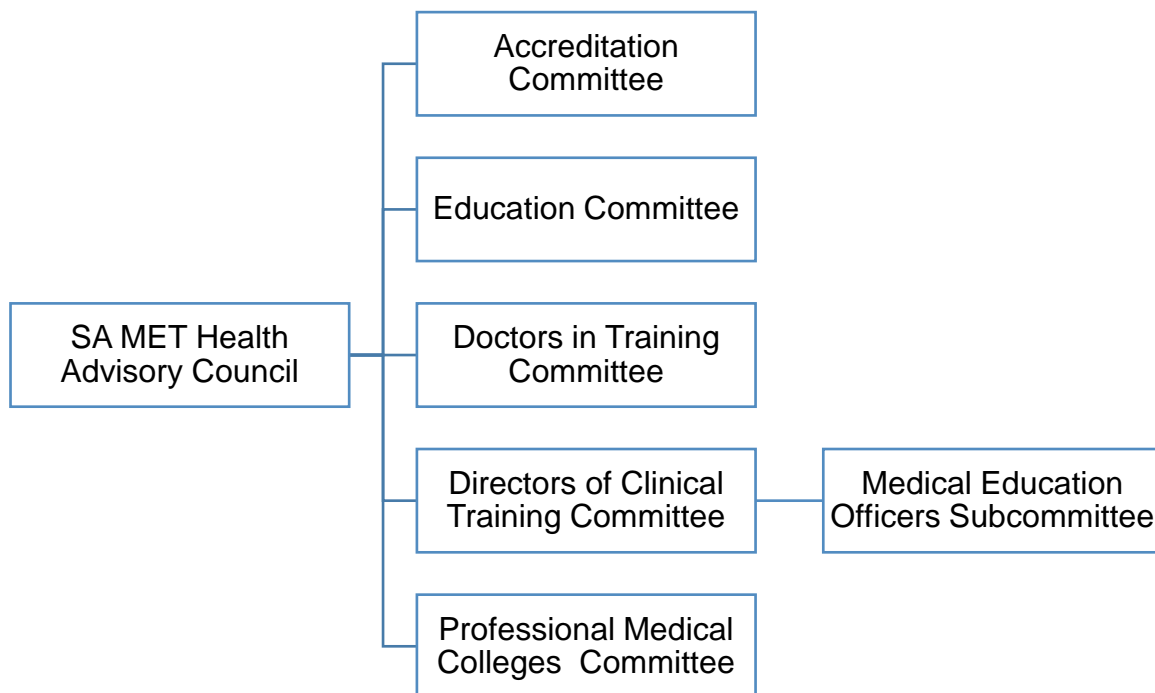 Accreditation
Committee
Education Committee
SA MET Health
Advisory Council
Doctors in Training
Committee
Directors of Clinical
Training Committee
Medical Education
Officers Subcommittee
Professional Medical
Colleges  Committee